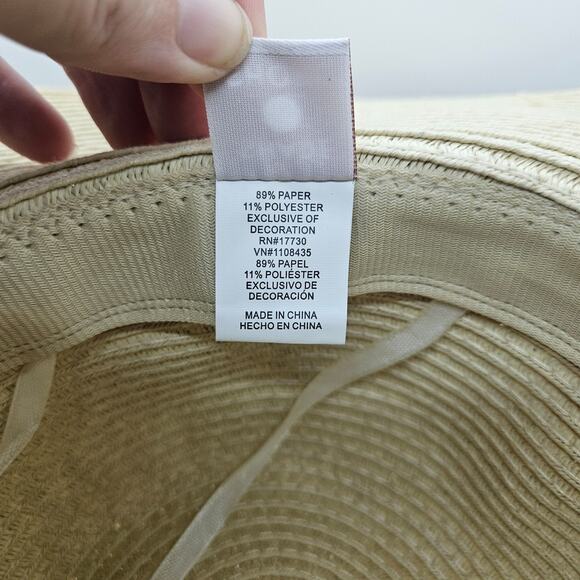 89% PAPER
11% POLYESTER
EXCLUSIVE OF
DECORATION
RN#17730
VN#1108435
89% PAPEL
11% POLIÉSTER
EXCLUSIVO DE
DECORACIÓN
MADE IN CHINA
HECHO EN CHINA